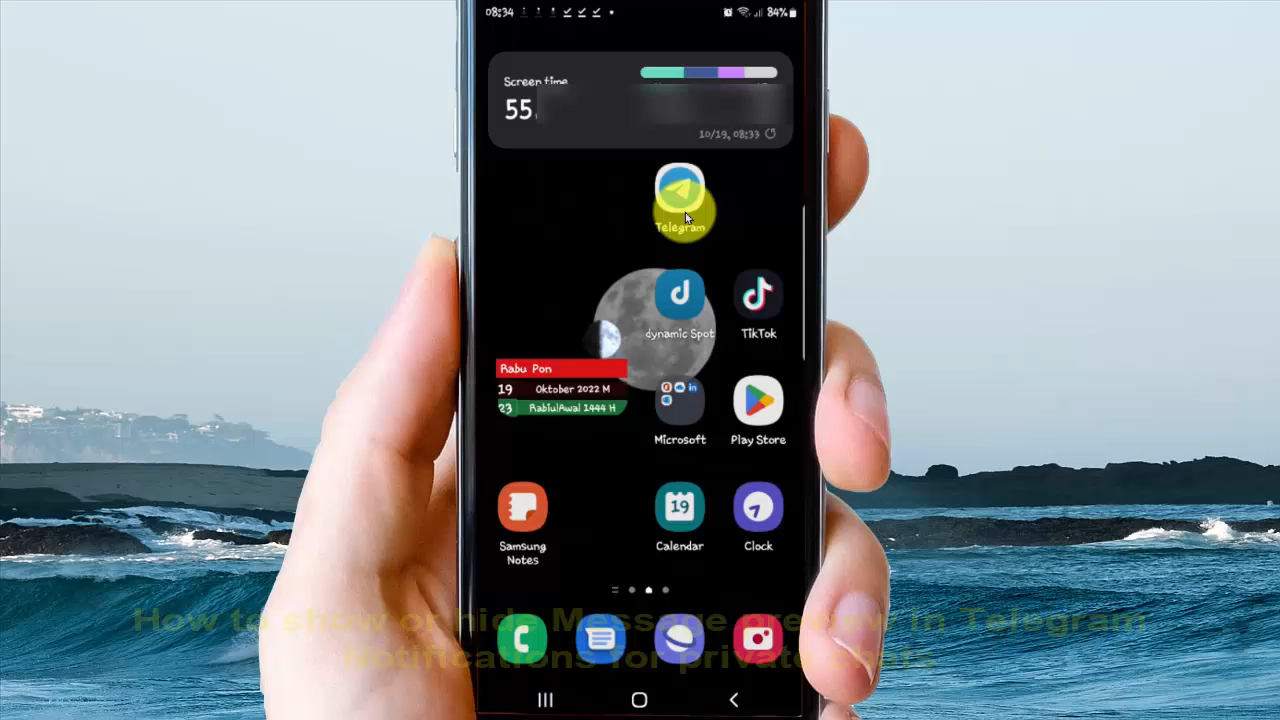 08:34
84%
Screen time
55
10/19, 08:33
Telegram
dynamic Spot
TikTok
Rabu Pon
19 Oktober 2022 M
23 RabiulAwal 1444 H
Microsoft
Play Store
19
Samsung
Notes
Calendar
Clock
How to show or hide Message preview in Telegram
Notifications for private chats